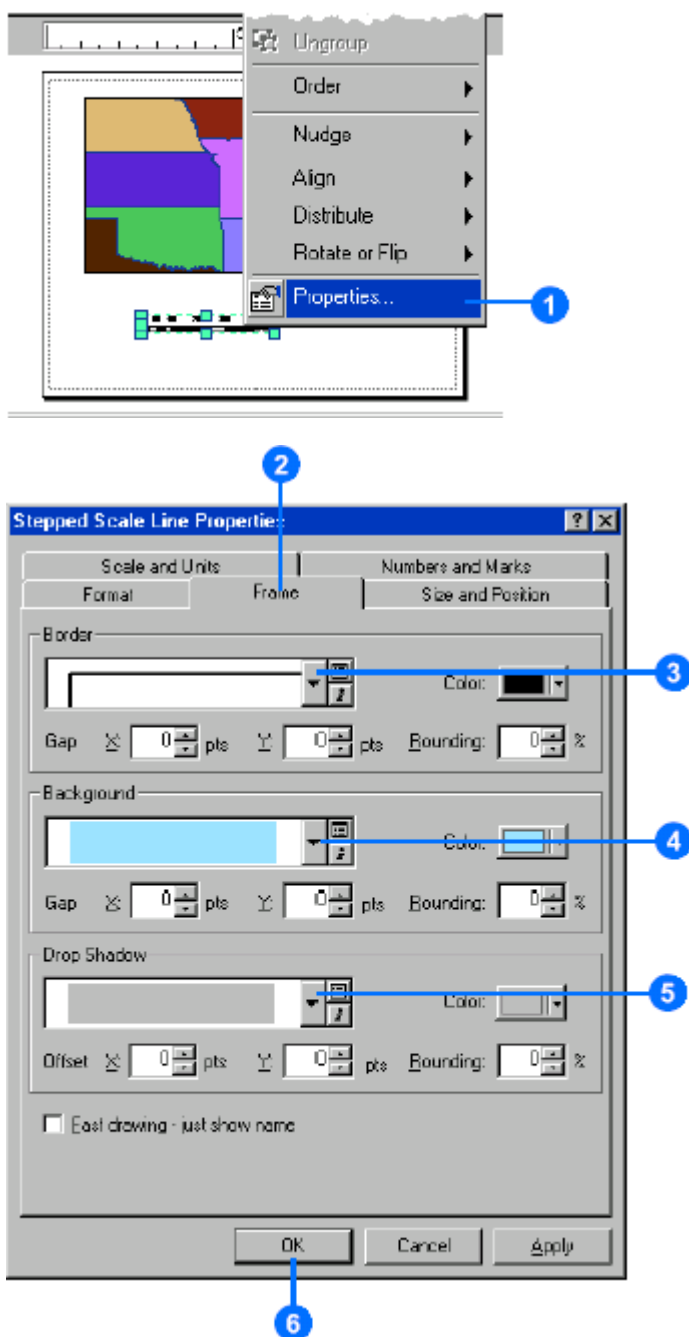 Ungroup
Order
Nudge
Align
Distribute
Rotate or Flip
Properties...
1
2
Stepped Scale Line Properties
Scale and Units Numbers and Marks
Format Frame Size and Position
Border
3
Color:
Gap X: 0 pts Y: 0 pts Rounding: 0 %
Background
4
Color:
Gap X: 0 pts Y: 0 pts Rounding: 0 %
Drop Shadow
5
Color:
Offset X: 0 pts Y: 0 pts Rounding: 0 %
East drawing - just show name
OK Cancel Apply
6